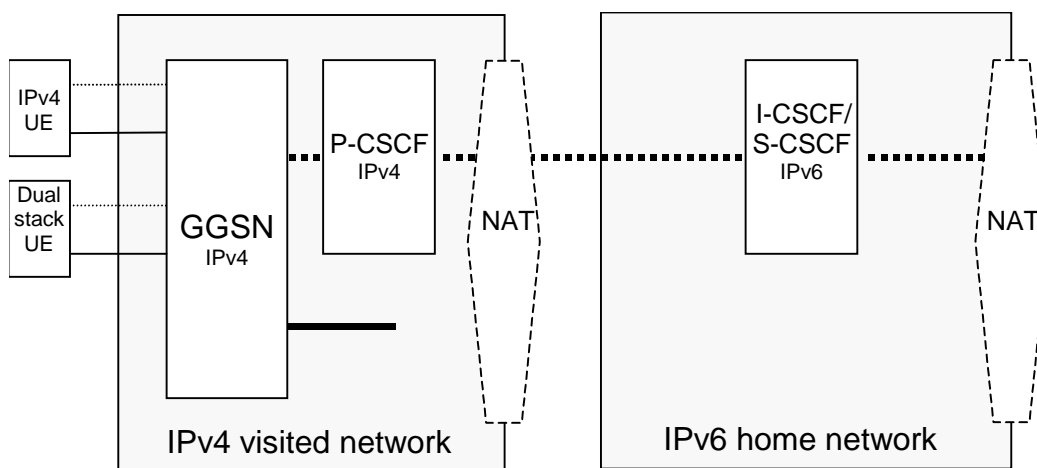 IPv4
UE
Dual
stack
UE
GGSN
IPv4
P-CSCF
IPv4
NAT
IPv4 visited network
I-CSCF/
S-CSCF
IPv6
NAT
IPv6 home network